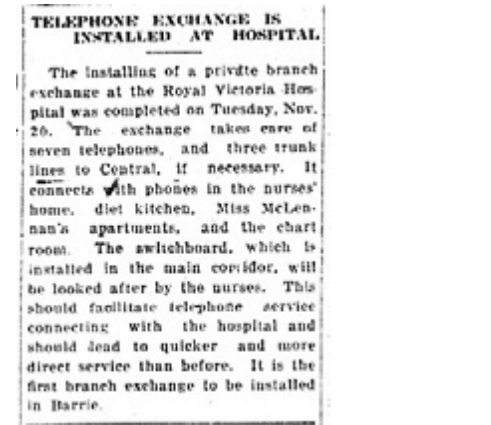 TELEPHONE EXCHANGE IS
INSTALLED AT HOSPITAL
The installing of a private branch
exchange at the Royal Victoria Hos-
pital was completed on Tuesday, Nov.
26. The exchange takes care of
seven telephones, and three trunk
lines to Central, if necessary. It
connects with phones in the nurses'
home, diet kitchen, Miss McLen-
nan's apartments, and the chart
room. The switchboard, which is
installed in the main corridor, will
be looked after by the nurses. This
should facilitate telephone service
connecting with the hospital and
should lead to quicker and more
direct service than before. It is the
first branch exchange to be installed
in Barrie.